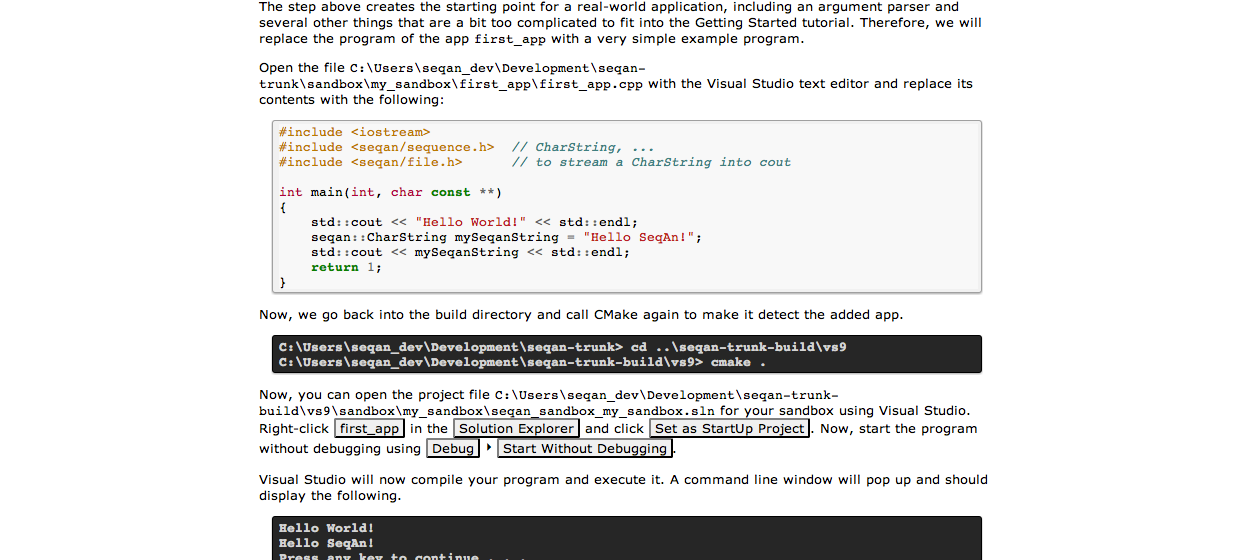 The step above creates the starting point for a real-world application, including an argument parser and
several other things that are a bit too complicated to fit into the Getting Started tutorial. Therefore, we will
replace the program of the app first_app with a very simple example program.
Open the file C:\Users\seqan_dev\Development\seqan-
trunk\sandbox\my_sandbox\first_app\first_app.cpp with the Visual Studio text editor and replace its
contents with the following:
#include <iostream>
#include <seqan/sequence.h>  // CharString, ...
#include <seqan/file.h>      // to stream a CharString into cout
int main(int, char const **)
{
    std::cout << "Hello World!" << std::endl;
    seqan::CharString mySeqanString = "Hello SeqAn!";
    std::cout << mySeqanString << std::endl;
    return 1;
}
Now, we go back into the build directory and call CMake again to make it detect the added app.
C:\Users\seqan_dev\Development\seqan-trunk> cd ..\seqan-trunk-build\vs9
C:\Users\seqan_dev\Development\seqan-trunk-build\vs9> cmake .
Now, you can open the project file C:\Users\seqan_dev\Development\seqan-trunk-
build\vs9\sandbox\my_sandbox\seqan_sandbox_my_sandbox.sln for your sandbox using Visual Studio.
Right-click first_app in the Solution Explorer and click Set as StartUp Project. Now, start the program
without debugging using Debug ‣ Start Without Debugging.
Visual Studio will now compile your program and execute it. A command line window will pop up and should
display the following.
Hello World!
Hello SeqAn!
Press any key to continue . . .